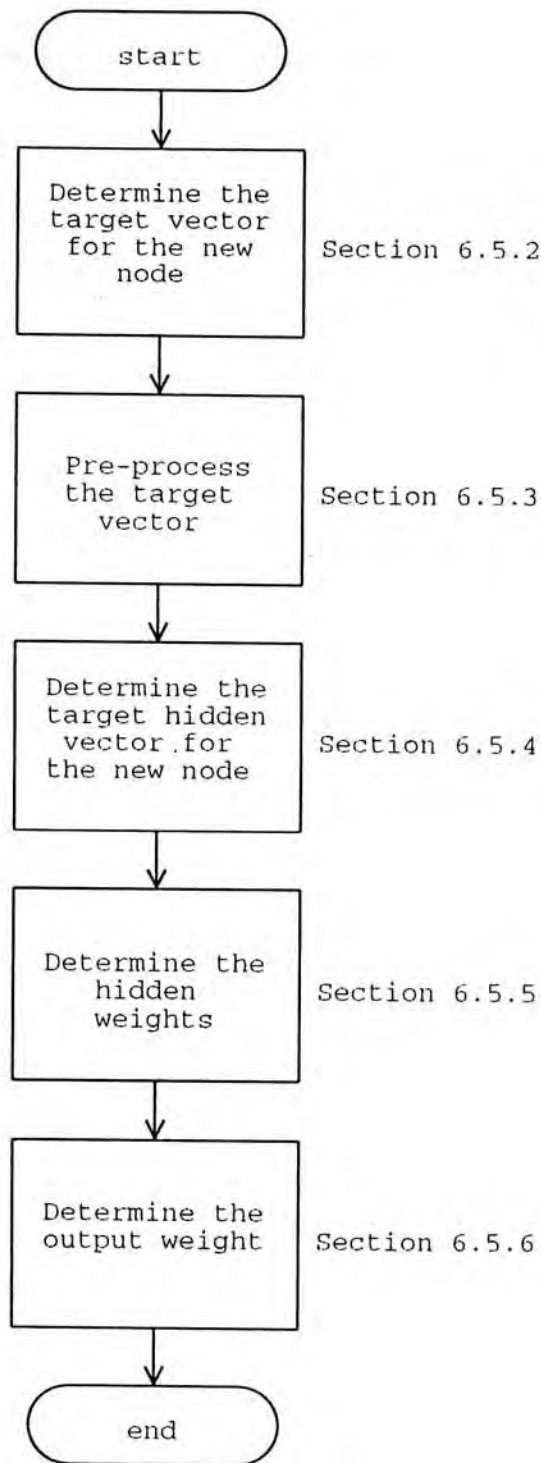 start
Determine the
target vector
for the new
node
Section 6.5.2
Pre-process
the target
vector
Section 6.5.3
Determine the
target hidden
vector for
the new node
Section 6.5.4
Determine the
hidden
weights
Section 6.5.5
Determine the
output weight
Section 6.5.6
end